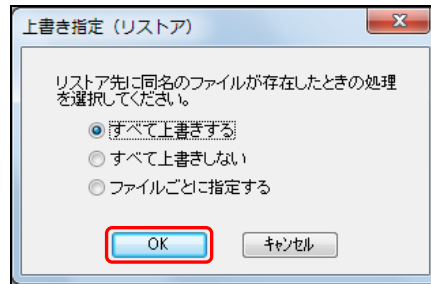 上書き指定（リストア）
リストア先に同名のファイルが存在したときの処理
を選択してください。
すべて上書きする
すべて上書きしない
ファイルごとに指定する
OK
キャンセル